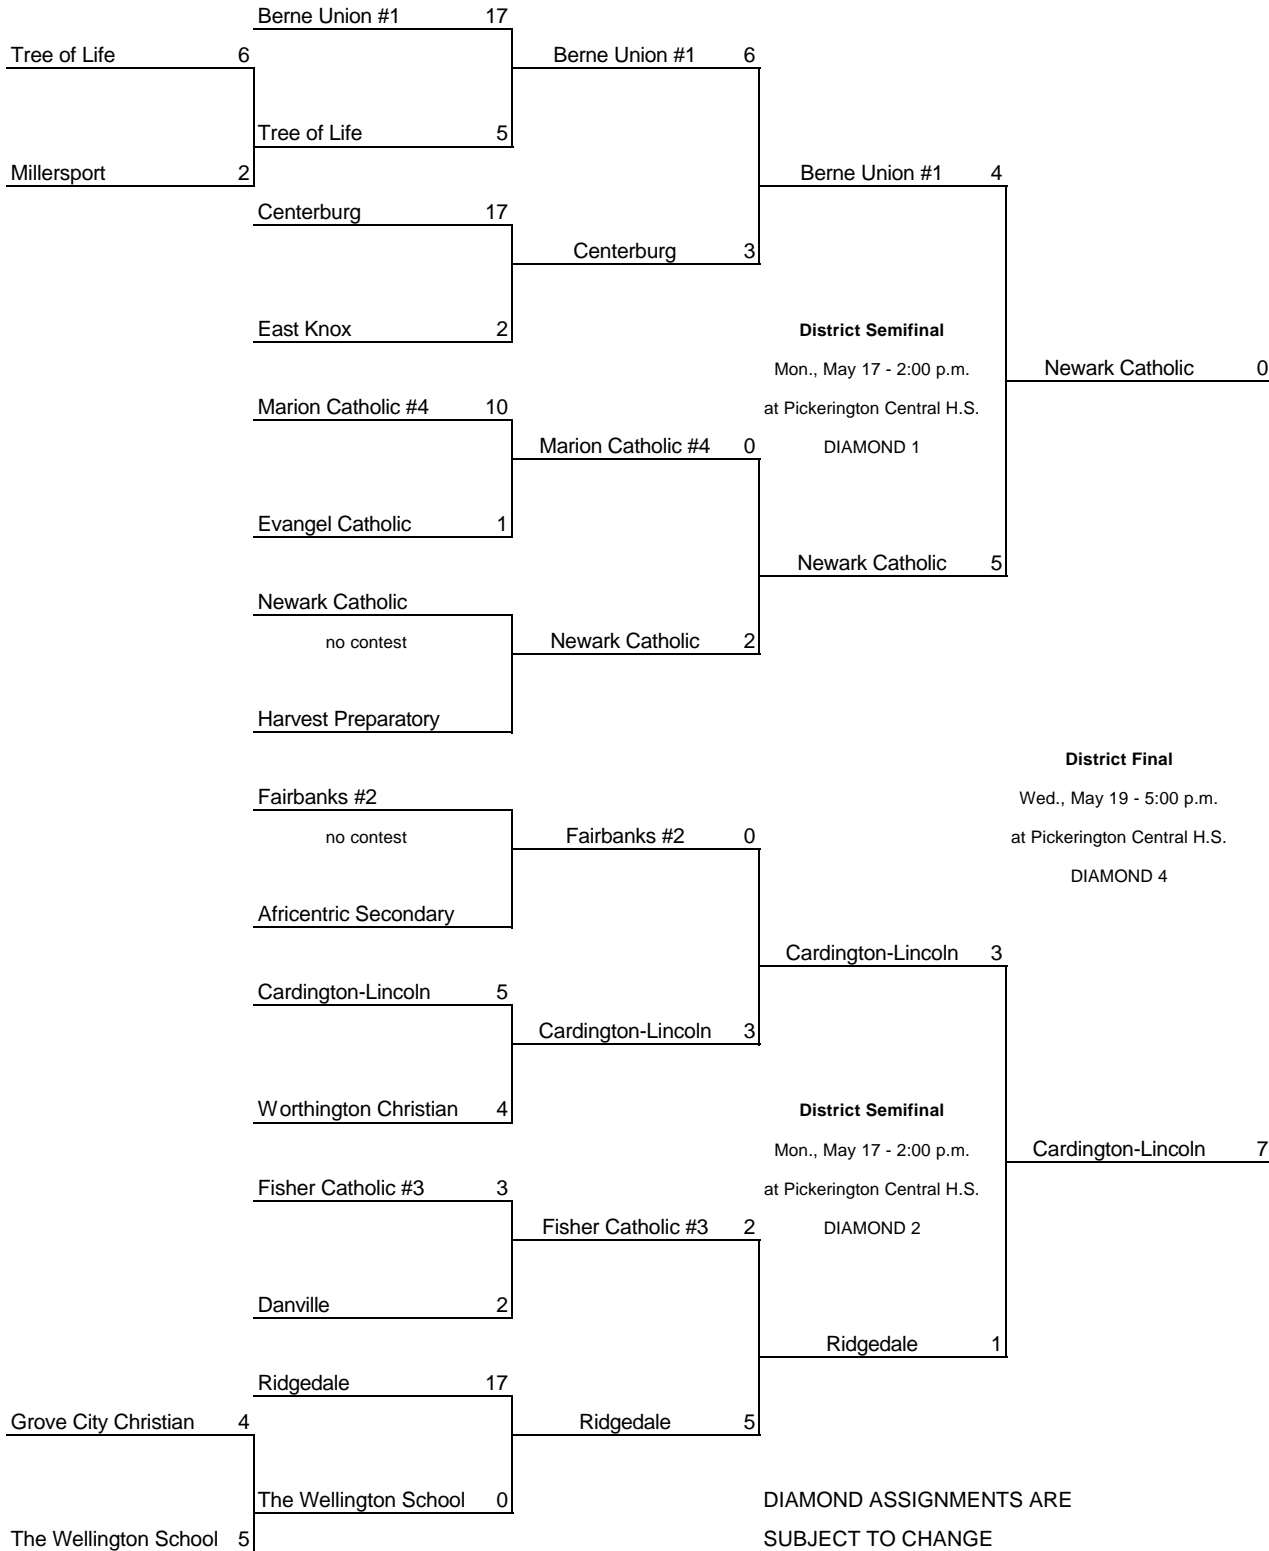 Berne Union #1 17
Tree of Life 6
Berne Union #1 6
Tree of Life 5
Millersport 2
Berne Union #1 4
Centerburg 17
Centerburg 3
East Knox 2
District Semifinal
Mon., May 17 - 2:00 p.m.
Newark Catholic 0
Marion Catholic #4 10
at Pickerington Central H.S.
Marion Catholic #4 0
DIAMOND 1
Evangel Catholic 1
Newark Catholic 5
Newark Catholic
no contest
Newark Catholic 2
Harvest Preparatory
District Final
Fairbanks #2
Wed., May 19 - 5:00 p.m.
no contest
Fairbanks #2 0
at Pickerington Central H.S.
DIAMOND 4
Africentric Secondary
Cardington-Lincoln 3
Cardington-Lincoln 5
Cardington-Lincoln 3
Worthington Christian 4
District Semifinal
Mon., May 17 - 2:00 p.m.
Cardington-Lincoln 7
Fisher Catholic #3 3
at Pickerington Central H.S.
Fisher Catholic #3 2
DIAMOND 2
Danville 2
Ridgedale 1
Ridgedale 17
Grove City Christian 4
Ridgedale 5
The Wellington School 0
DIAMOND ASSIGNMENTS ARE
The Wellington School 5
SUBJECT TO CHANGE